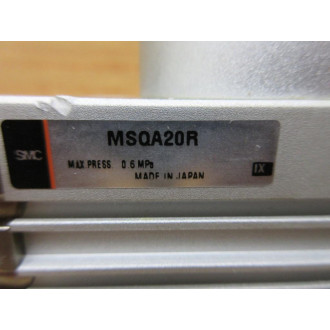 MSQA20R
SMC
MAX PRESS 0.6 MPa
MADE IN JAPAN
IX